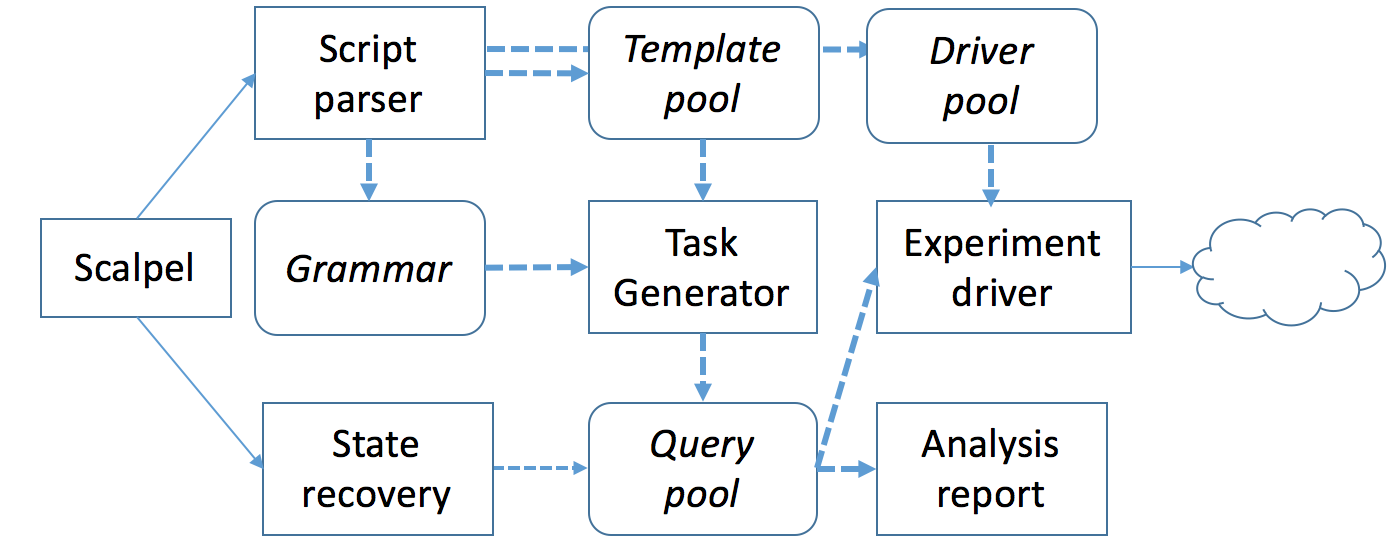 Script
parser
Template
pool
Driver
pool
Scalpel
Grammar
Task
Generator
Experiment
driver
State
recovery
Query
pool
Analysis
report